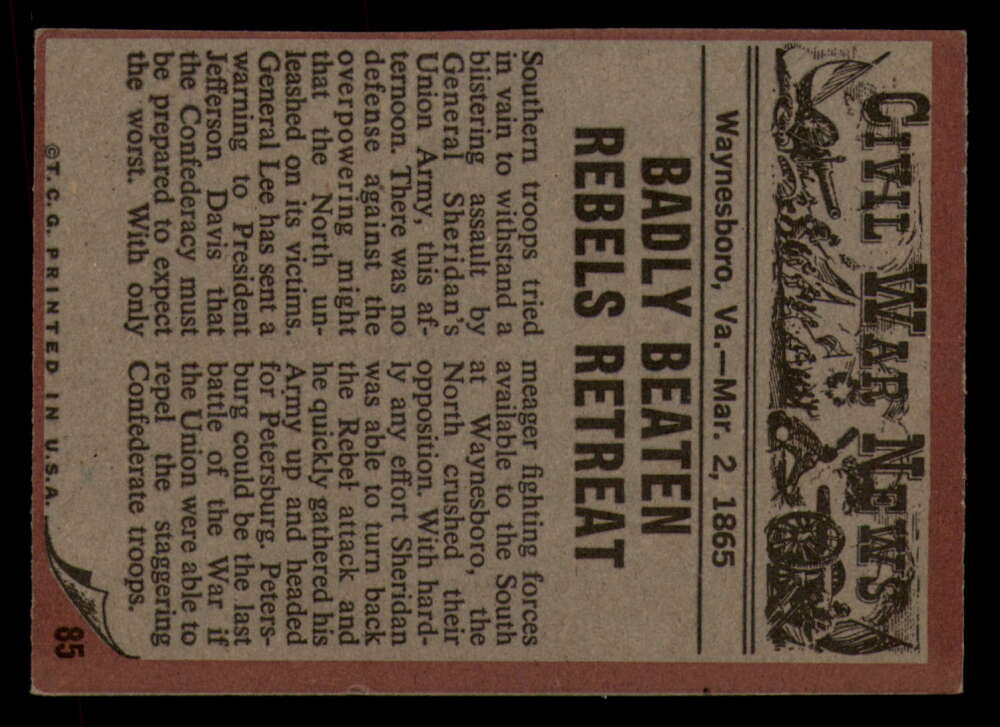 CIVIL WAR NEWS
Waynesboro, Va.—Mar. 2, 1865
BADLY BEATEN
REBELS RETREAT
Southern troops tried
in vain to withstand a
blistering assault by
General Sheridan's
Union Army, this af-
ternoon. There was no
defense against the
overpowering might
that the North un-
leashed on its victims.
General Lee has sent a
warning to President
Jefferson Davis that
the Confederacy must
be prepared to expect
the worst. With only
meager fighting forces
available to the South
at Waynesboro, the
North crushed their
opposition. With hard-
ly any effort Sheridan
was able to turn back
the Rebel attack and
he quickly gathered his
Army up and headed
for Petersburg. Peters-
burg could be the last
battle of the War if
the Union were able to
repel the staggering
Confederate troops.
©T.C.G. PRINTED IN U.S.A.
85